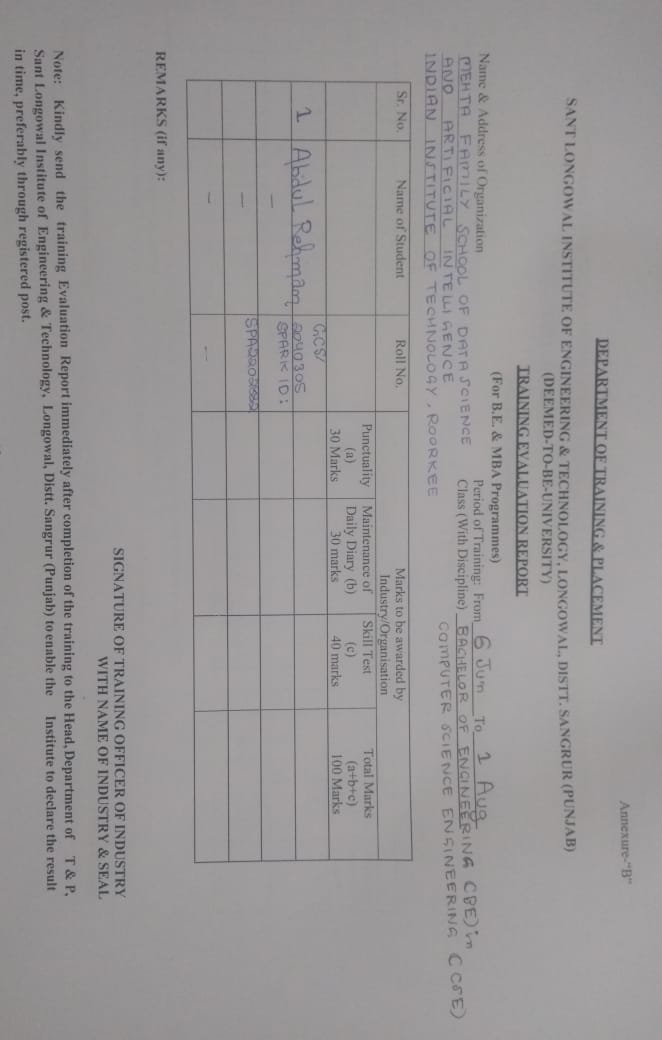 Annexure-"B"
DEPARTMENT OF TRAINING & PLACEMENT
SANT LONGOWAL INSTITUTE OF ENGINEERING & TECHNOLOGY, LONGOWAL, DISTT. SANGRUR (PUNJAB)
(DEEMED-TO-BE-UNIVERSITY)
TRAINING EVALUATION REPORT
(For B.E. & MBA Programmes)
Name & Address of Organization
MEHTA FAMILY SCHOOL OF DATA SCIENCE
AND ARTIFICIAL INTELLIGENCE
INDIAN INSTITUTE OF TECHNOLOGY, ROORKEE
Period of Training: From 6 Jun To 1 Aug
Class (With Discipline) BACHELOR OF ENGINEERING (BE) in
COMPUTER SCIENCE ENGINEERING (CSE)
Sr. No.
Name of Student
Roll No.
Marks to be awarded by
Industry/Organisation
Punctuality
(a)
30 Marks
Maintenance of
Daily Diary (b)
30 marks
Skill Test
(c)
40 marks
Total Marks
(a+b+c)
100 Marks
1 Abdul Rehman GCS/
2040305
– SPARK ID:
–
– –
REMARKS (if any):
SIGNATURE OF TRAINING OFFICER OF INDUSTRY
WITH NAME OF INDUSTRY & SEAL
Note: Kindly send the training Evaluation Report immediately after completion of the training to the Head, Department of T & P,
Sant Longowal Institute of Engineering & Technology, Longowal, Distt. Sangrur (Punjab) to enable the Institute to declare the result
in time, preferably through registered post.